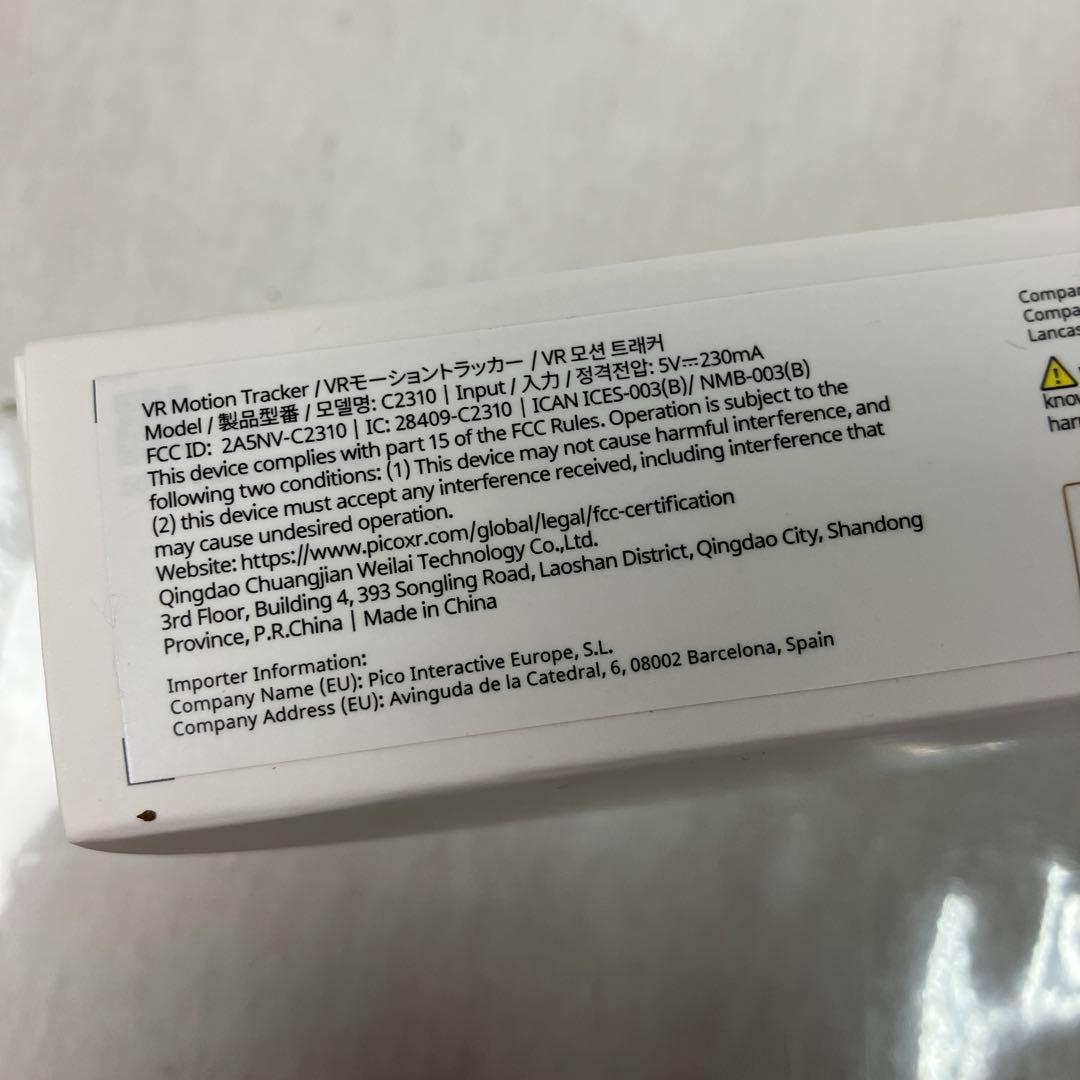 VR Motion Tracker / VRモーショントラッカー / VR 모션 트래커
Model / 製品型番 / 모델명: C2310 | Input / 入力 / 정격전압: 5V⎓230mA
FCC ID: 2A5NV-C2310 | IC: 28409-C2310 | ICAN ICES-003(B)/ NMB-003(B)
This device complies with part 15 of the FCC Rules. Operation is subject to the
following two conditions: (1) This device may not cause harmful interference, and
(2) this device must accept any interference received, including interference that
may cause undesired operation.
Website: https://www.picoxr.com/global/legal/fcc-certification
Qingdao Chuangjian Weilai Technology Co.,Ltd.
3rd Floor, Building 4, 393 Songling Road, Laoshan District, Qingdao City, Shandong
Province, P.R.China | Made in China
Importer Information:
Company Name (EU): Pico Interactive Europe, S.L.
Company Address (EU): Avinguda de la Catedral, 6, 08002 Barcelona, Spain